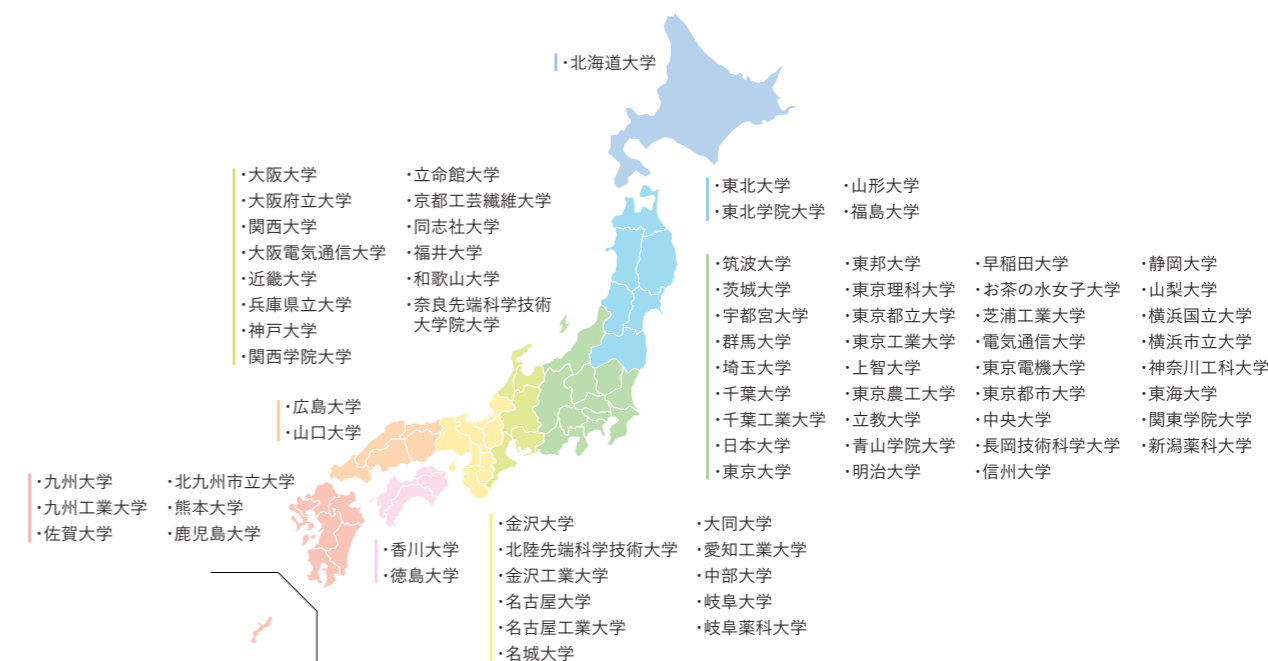 ・北海道大学
・大阪大学
・大阪府立大学
・関西大学
・大阪電気通信大学
・近畿大学
・兵庫県立大学
・神戸大学
・関西学院大学
・立命館大学
・京都工芸繊維大学
・同志社大学
・福井大学
・和歌山大学
・奈良先端科学技術
大学院大学
・東北大学
・東北学院大学
・山形大学
・福島大学
・筑波大学
・茨城大学
・宇都宮大学
・群馬大学
・埼玉大学
・千葉大学
・千葉工業大学
・日本大学
・東京大学
・東邦大学
・東京理科大学
・東京都立大学
・東京工業大学
・上智大学
・東京農工大学
・立教大学
・青山学院大学
・明治大学
・早稲田大学
・お茶の水女子大学
・芝浦工業大学
・電気通信大学
・東京電機大学
・東京都市大学
・中央大学
・長岡技術科学大学
・信州大学
・静岡大学
・山梨大学
・横浜国立大学
・横浜市立大学
・神奈川工科大学
・東海大学
・関東学院大学
・新潟薬科大学
・広島大学
・山口大学
・九州大学
・九州工業大学
・佐賀大学
・北九州市立大学
・熊本大学
・鹿児島大学
・香川大学
・徳島大学
・金沢大学
・北陸先端科学技術大学
・金沢工業大学
・名古屋大学
・名古屋工業大学
・名城大学
・大同大学
・愛知工業大学
・中部大学
・岐阜大学
・岐阜薬科大学